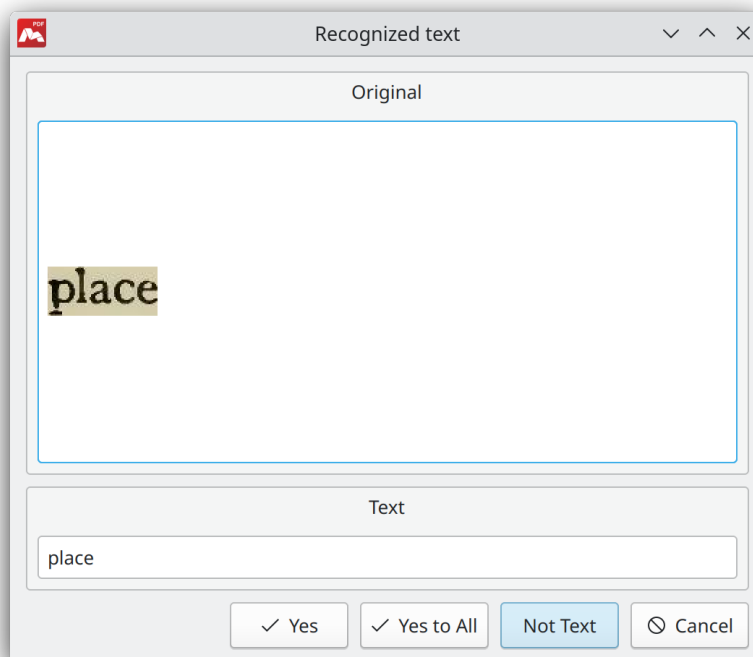 PDF
Recognized text
Original
place
Text
place
Yes
Yes to All
Not Text
Cancel